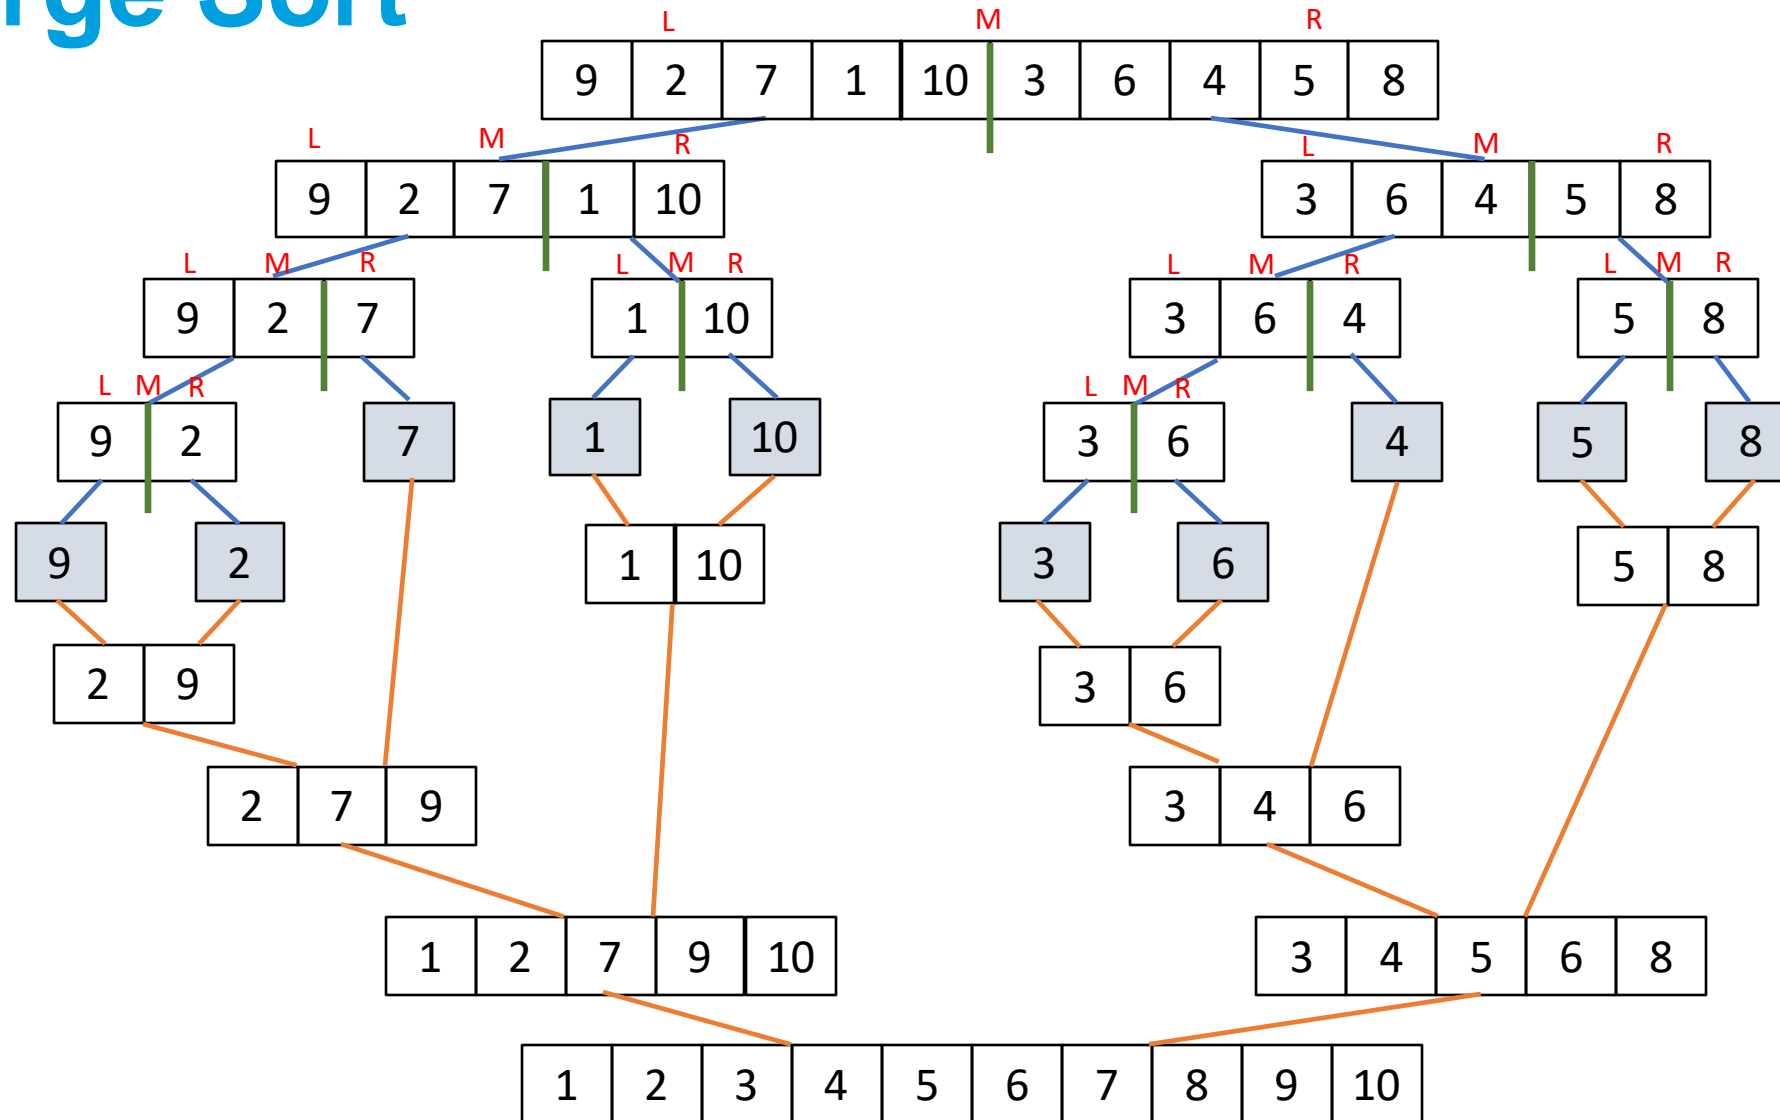 rge Sort
L M R
9 2 7 1 10 3 6 4 5 8
L M R L M R
9 2 7 1 10 3 6 4 5 8
L M R L M R L M R L M R
9 2 7 1 10 3 6 4 5 8
L M R L M R
9 2 7 1 10 3 6 4 5 8
9 2 1 10 3 6 5 8
2 9 3 6
2 7 9 3 4 6
1 2 7 9 10 3 4 5 6 8
1 2 3 4 5 6 7 8 9 10